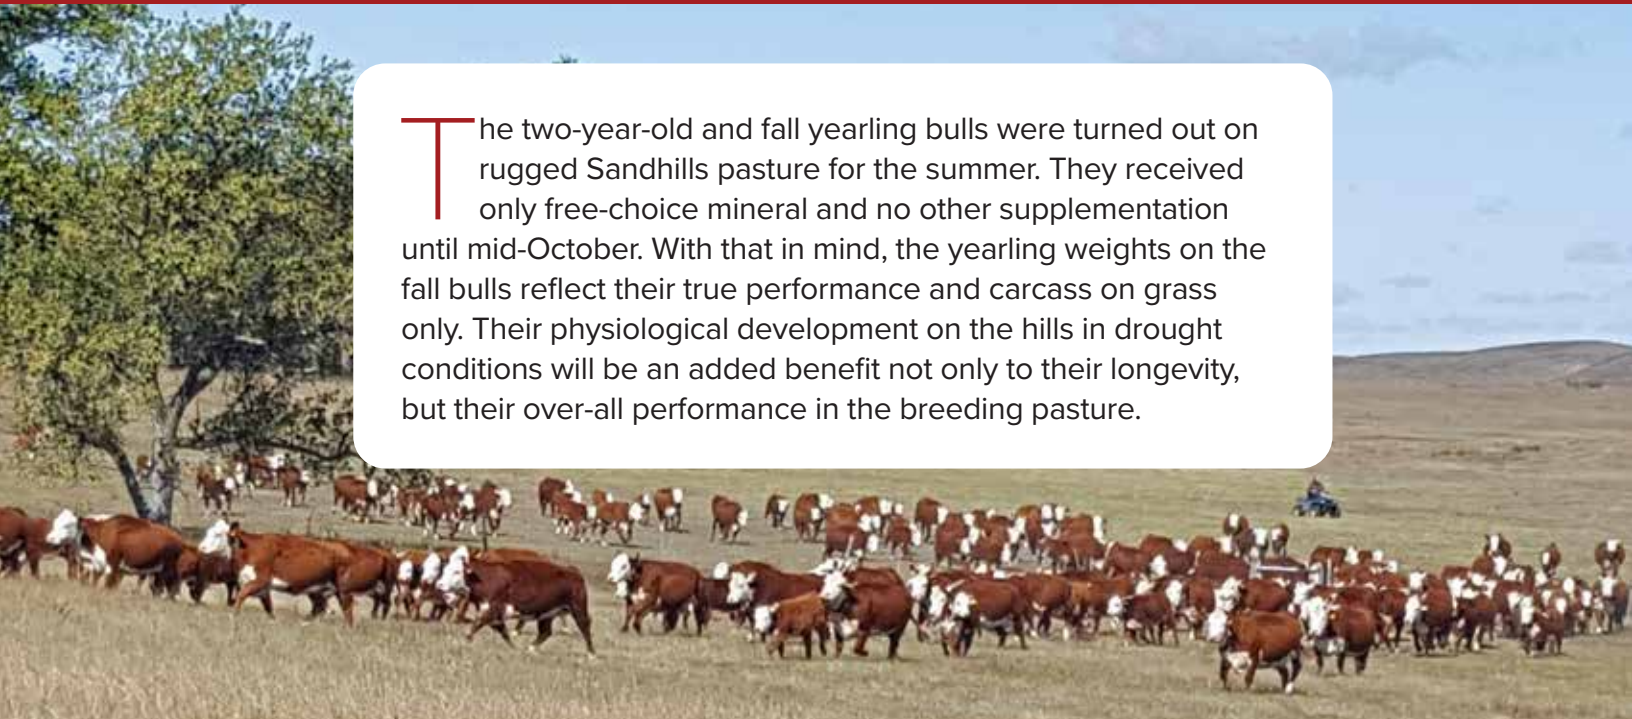 The two-year-old and fall yearling bulls were turned out on
rugged Sandhills pasture for the summer. They received
only free-choice mineral and no other supplementation
until mid-October. With that in mind, the yearling weights on the
fall bulls reflect their true performance and carcass on grass
only. Their physiological development on the hills in drought
conditions will be an added benefit not only to their longevity,
but their over-all performance in the breeding pasture.